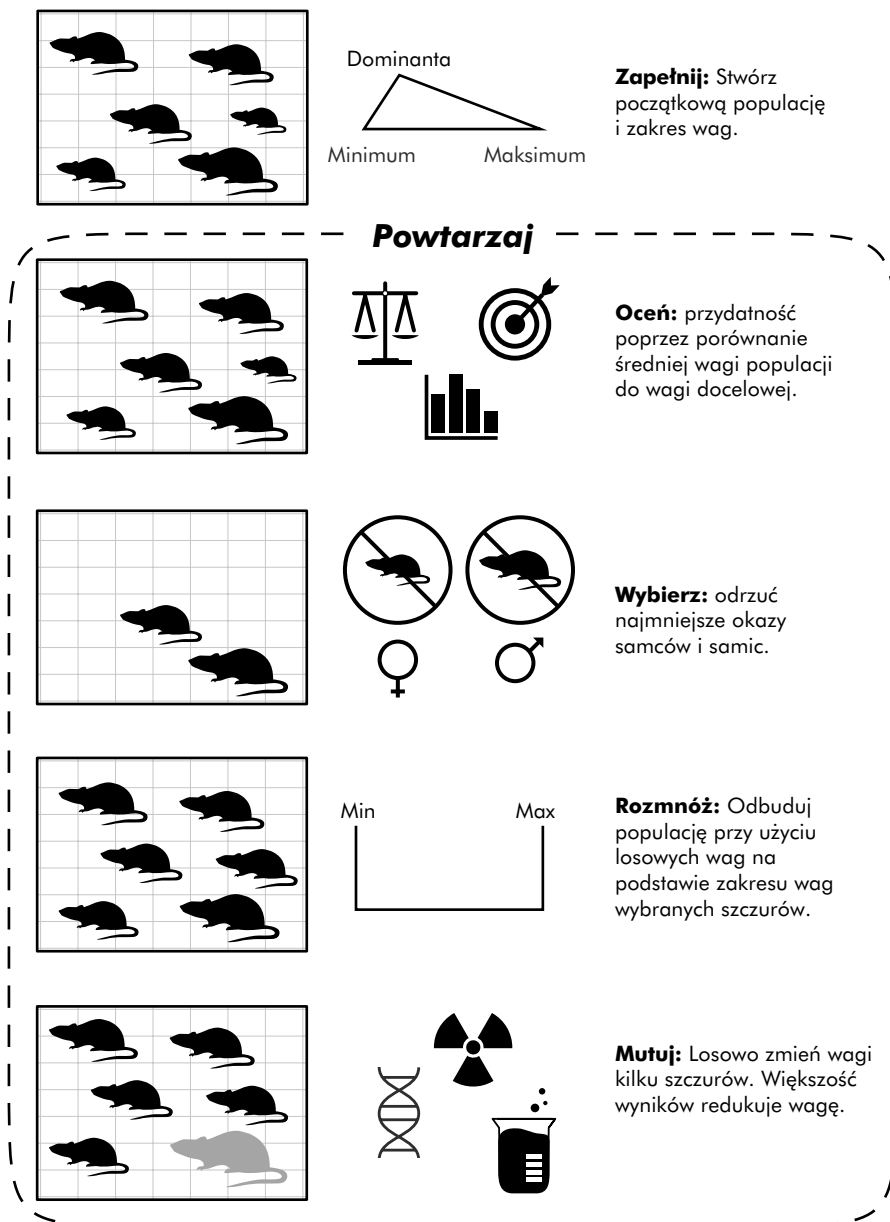 Dominanta
Minimum
Maksimum
Zapełnij: Stwórz
początkową populację
i zakres wag.
Powtarzaj
Oceń: przydatność
poprzez porównanie
średniej wagi populacji
do wagi docelowej.
Wybierz: odrzuć
najmniejsze okazy
samców i samic.
Min
Max
Rozmnóż: Odbuduj
populację przy użyciu
losowych wag na
podstawie zakresu wag
wybranych szczurów.
Mutuj: Losowo zmień wagi
kilku szczurów. Większość
wyników redukuje wagę.